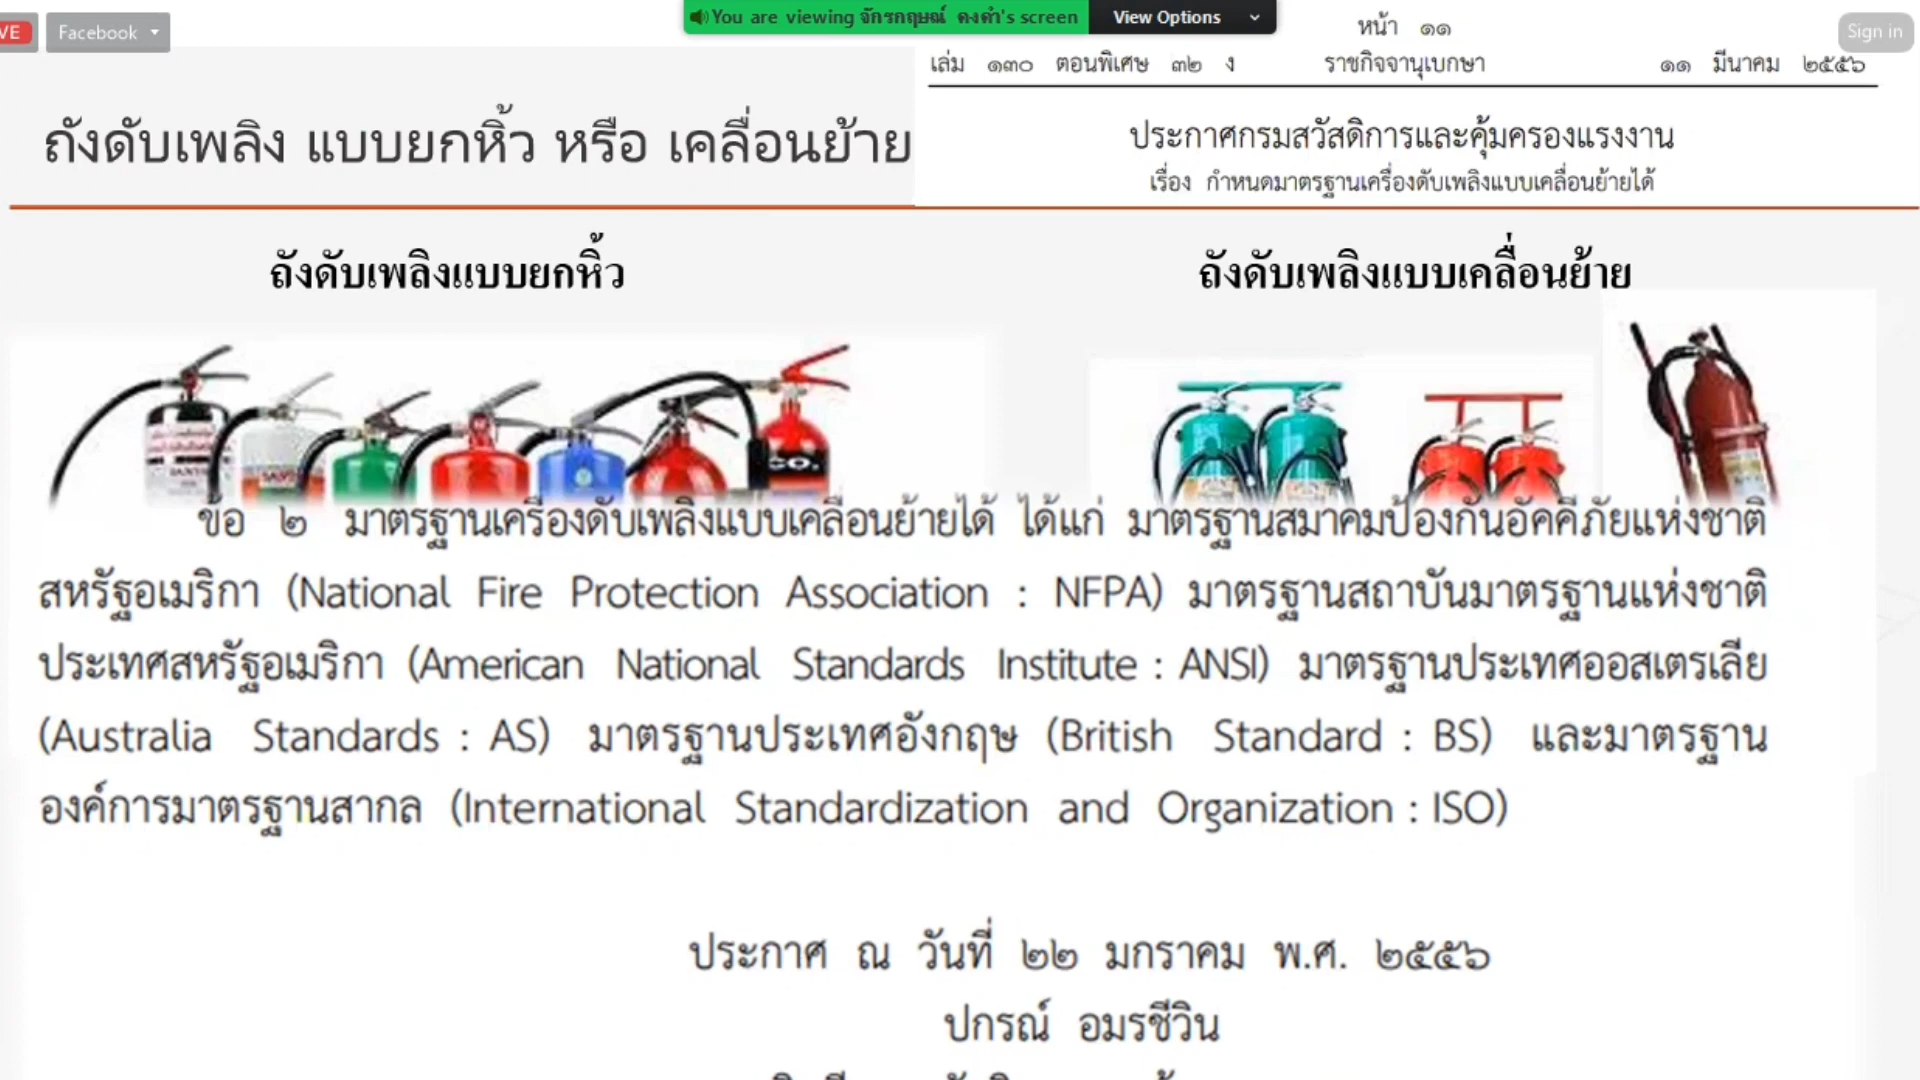 VE
Facebook
You are viewing จักรกฤษณ์ คงคำ's screen
View Options
Sign in
หน้า ๑๑
เล่ม ๑๓๐ ตอนพิเศษ ๓๒ ง ราชกิจจานุเบกษา ๑๑ มีนาคม ๒๕๕๖
ถังดับเพลิง แบบยกหิ้ว หรือ เคลื่อนย้าย
ประกาศกรมสวัสดิการและคุ้มครองแรงงาน
เรื่อง กำหนดมาตรฐานเครื่องดับเพลิงแบบเคลื่อนย้ายได้
ถังดับเพลิงแบบยกหิ้ว
ถังดับเพลิงแบบเคลื่อนย้าย
CO₂
ข้อ ๒ มาตรฐานเครื่องดับเพลิงแบบเคลื่อนย้ายได้ ได้แก่ มาตรฐานสมาคมป้องกันอัคคีภัยแห่งชาติ
สหรัฐอเมริกา (National Fire Protection Association : NFPA) มาตรฐานสถาบันมาตรฐานแห่งชาติ
ประเทศสหรัฐอเมริกา (American National Standards Institute : ANSI) มาตรฐานประเทศออสเตรเลีย
(Australia Standards : AS) มาตรฐานประเทศอังกฤษ (British Standard : BS) และมาตรฐาน
องค์การมาตรฐานสากล (International Standardization and Organization : ISO)
ประกาศ ณ วันที่ ๒๒ มกราคม พ.ศ. ๒๕๕๖
ปกรณ์ อมรชีวิน